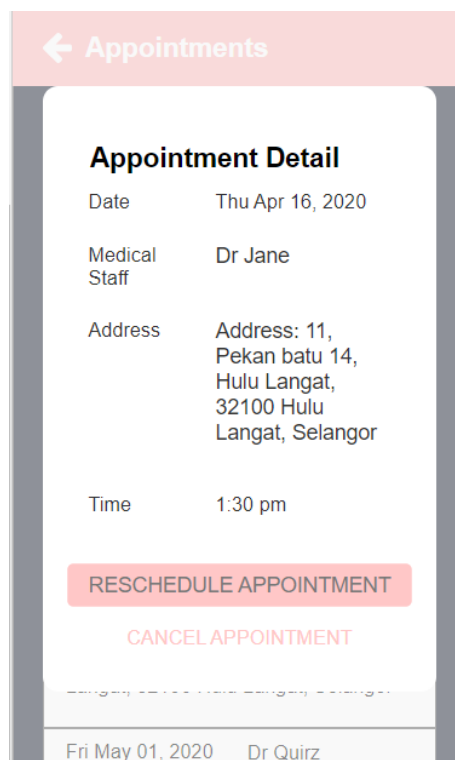 Appointments
Appointment Detail
Date Thu Apr 16, 2020
Medical Dr Jane
Staff
Address Address: 11,
Pekan batu 14,
Hulu Langat,
32100 Hulu
Langat, Selangor
Time 1:30 pm
RESCHEDULE APPOINTMENT
CANCEL APPOINTMENT
Fri May 01, 2020 Dr Quirz